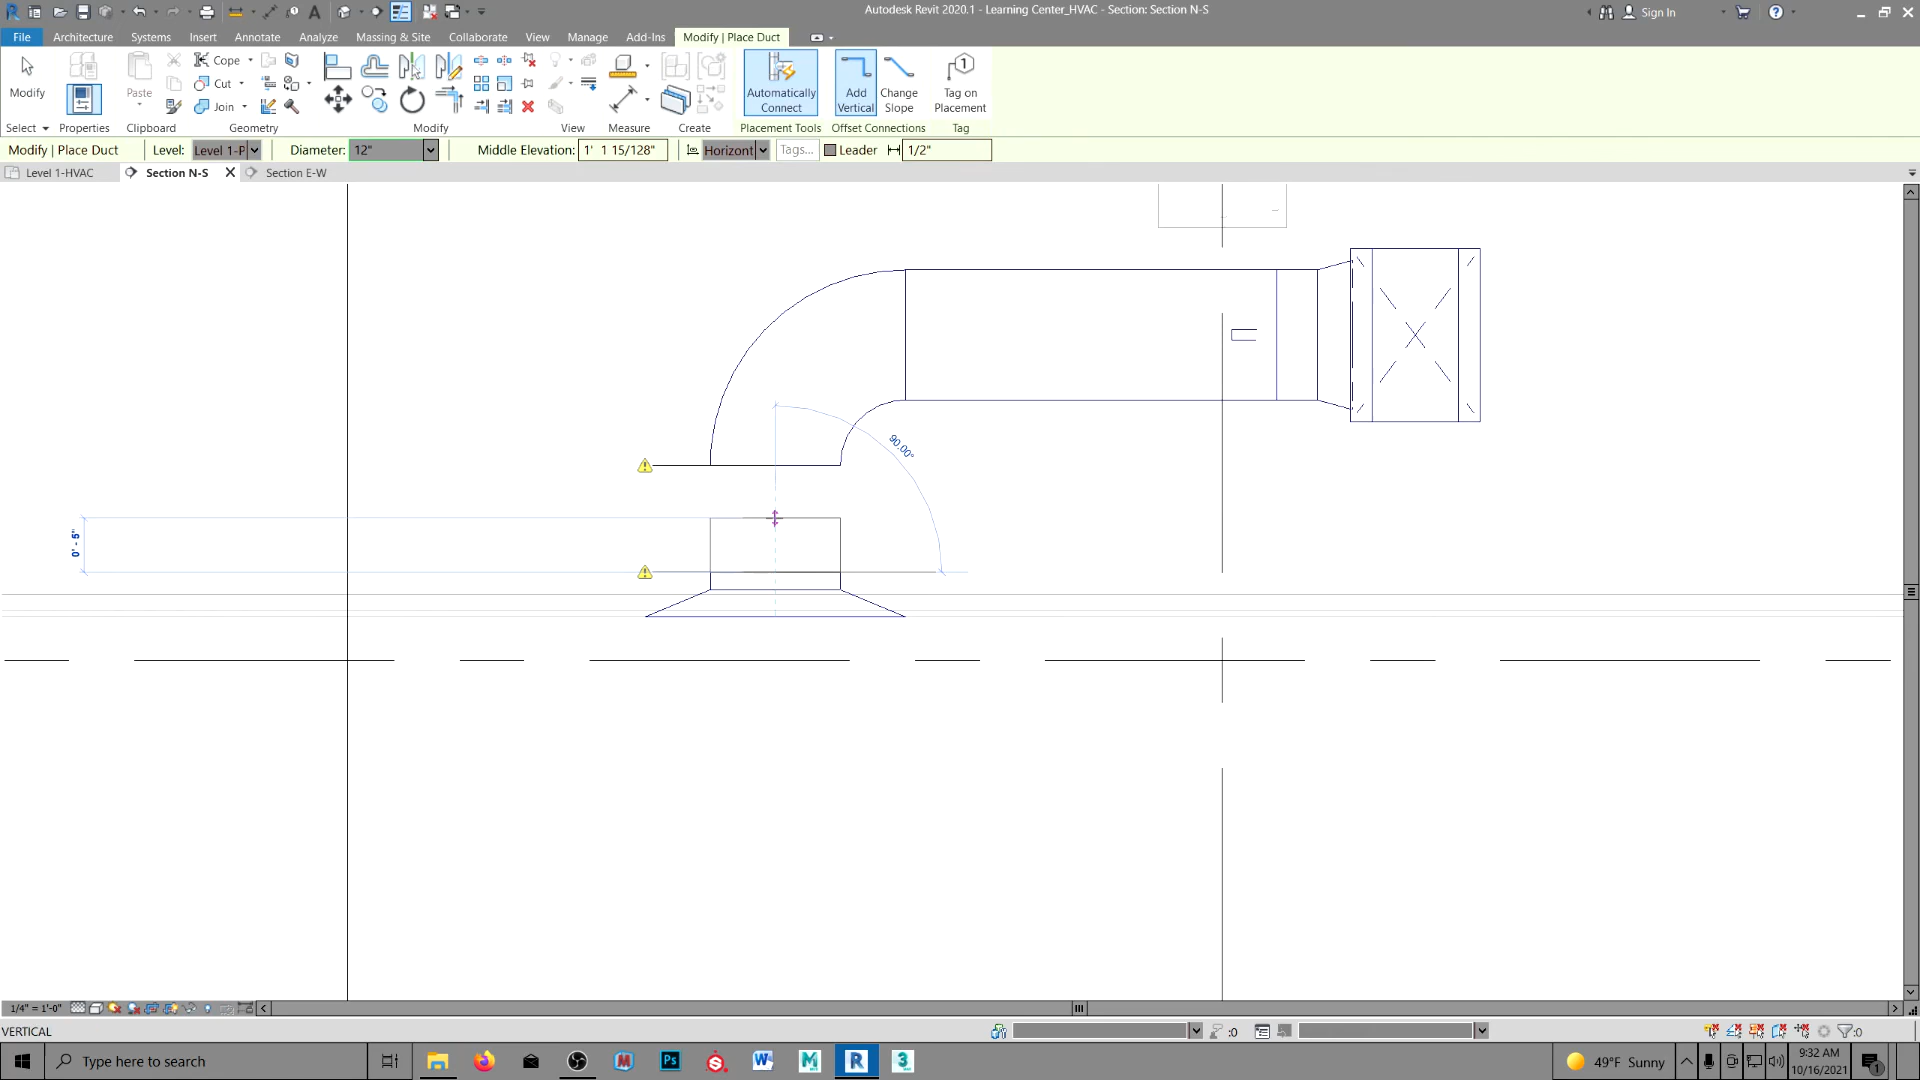 Autodesk Revit 2020.1 - Learning Center_HVAC - Section: Section N-S
Sign In
File Architecture Systems Insert Annotate Analyze Massing & Site Collaborate View Manage Add-Ins Modify | Place Duct
Modify
Paste
Cope
Cut
Join
Automatically Connect
Add Vertical
Change Slope
1
Tag on Placement
Select Properties Clipboard Geometry Modify View Measure Create Placement Tools Offset Connections Tag
Modify | Place Duct Level: Level 1-P Diameter: 12" Middle Elevation: 1' 1 15/128" Horizont Tags... Leader 1/2"
Level 1-HVAC Section N-S Section E-W
90.00°
0' - 5"
1/4" = 1'-0"
VERTICAL
:0
:0
Type here to search
49°F Sunny
9:32 AM
10/16/2021
1